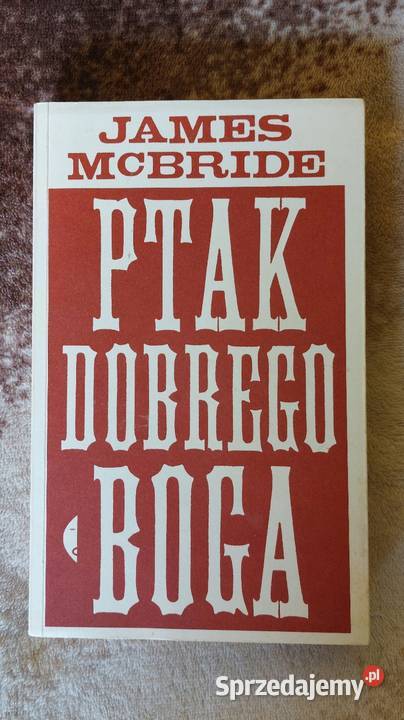 JAMES
McBRIDE
PTAK
DOBREGO
BOGA
Sprzedajemy.pl